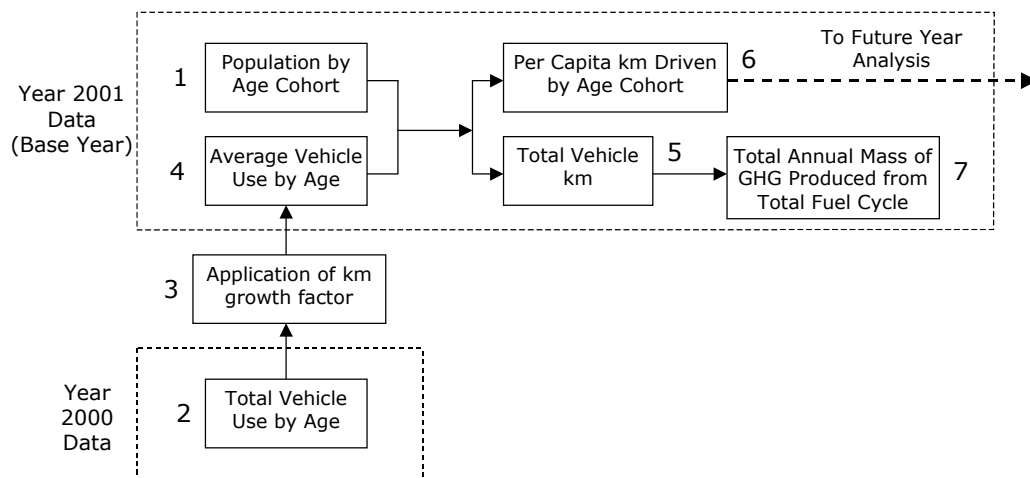 To Future Year
Analysis
1
Population by
Age Cohort
Per Capita km Driven
by Age Cohort
6
Year 2001
Data
(Base Year)
4
Average Vehicle
Use by Age
Total Vehicle
km
5
Total Annual Mass of
GHG Produced from
Total Fuel Cycle
7
3
Application of km
growth factor
Year
2000
Data
2
Total Vehicle
Use by Age